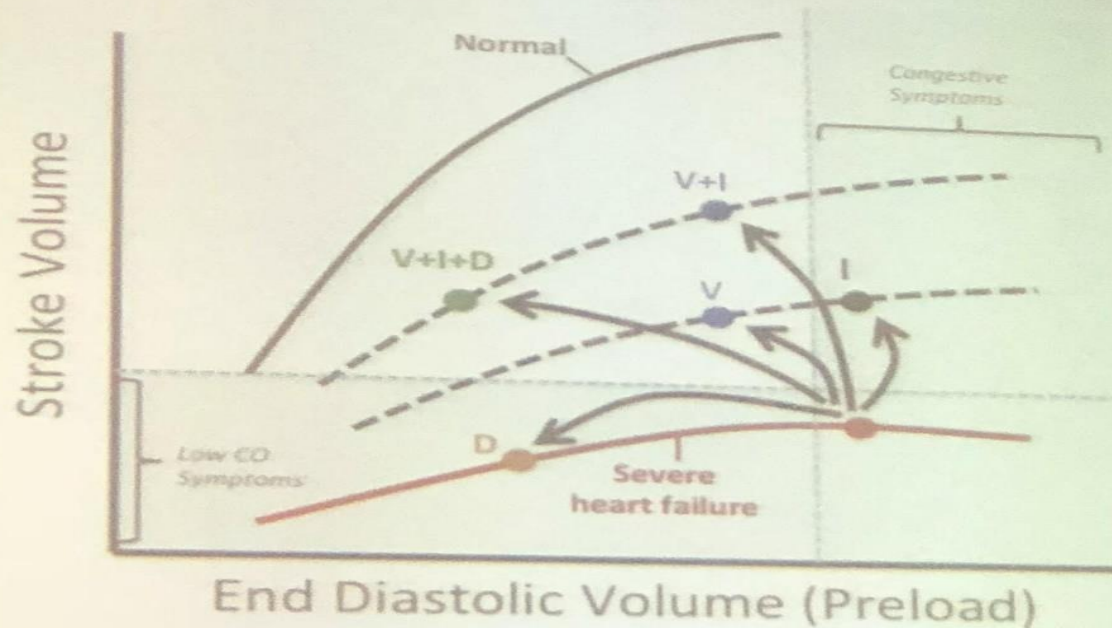 Normal
Congestive
Symptoms
V+I
V+I+D
V
I
Stroke Volume
D
Low CO
Symptoms
Severe
heart failure
End Diastolic Volume (Preload)